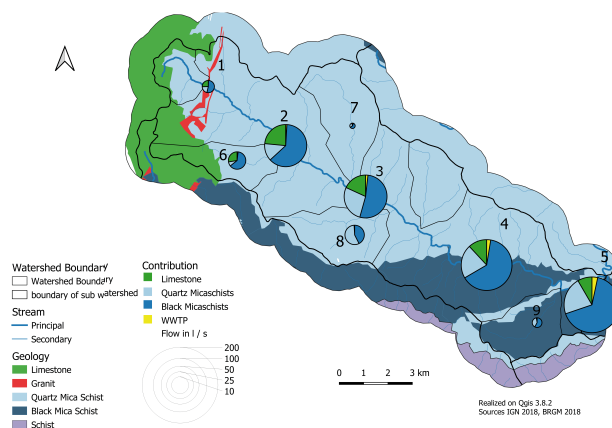 1
2
7
6
3
8
4
5
9
Watershed Boundary
Watershed Boundary
boundary of sub watershed
Stream
Principal
Secondary
Geology
Limestone
Granit
Quartz Mica Schist
Black Mica Schist
Schist
Contribution
Limestone
Quartz Micaschists
Black Micaschists
WWTP
Flow in l / s
200
100
50
25
10
0 1 2 3 km
Realized on Qgis 3.8.2
Sources IGN 2018, BRGM 2018